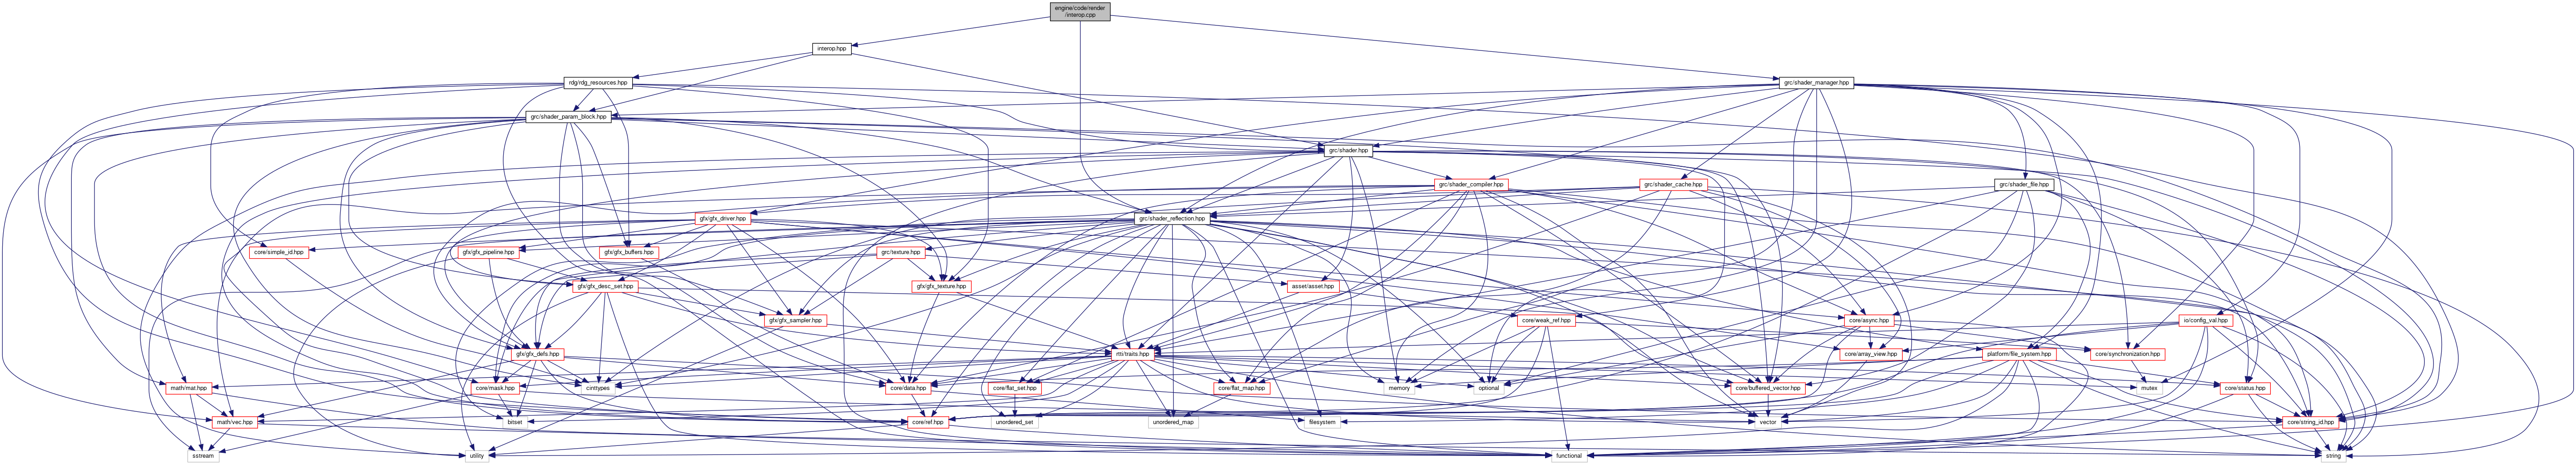 engine/code/render
/interop.cpp
interop.hpp
rdg/rdg_resources.hpp
grc/shader_manager.hpp
grc/shader_param_block.hpp
grc/shader.hpp
grc/shader_compiler.hpp
grc/shader_cache.hpp
grc/shader_file.hpp
gfx/gfx_driver.hpp
grc/shader_reflection.hpp
core/simple_id.hpp
gfx/gfx_pipeline.hpp
gfx/gfx_buffers.hpp
grc/texture.hpp
gfx/gfx_desc_set.hpp
gfx/gfx_texture.hpp
asset/asset.hpp
gfx/gfx_sampler.hpp
core/weak_ref.hpp
core/async.hpp
io/config_val.hpp
gfx/gfx_defs.hpp
rtti/traits.hpp
core/array_view.hpp
platform/file_system.hpp
core/synchronization.hpp
math/mat.hpp
core/mask.hpp
cinttypes
core/data.hpp
core/flat_set.hpp
core/flat_map.hpp
memory
optional
core/buffered_vector.hpp
mutex
core/status.hpp
math/vec.hpp
bitset
core/ref.hpp
unordered_set
unordered_map
filesystem
vector
core/string_id.hpp
sstream
utility
functional
string